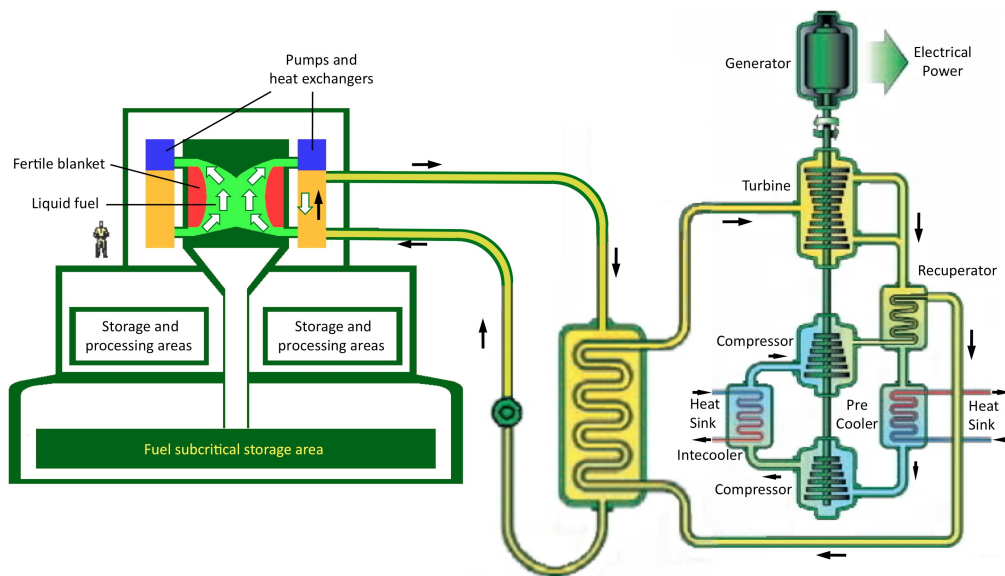 Pumps and
heat exchangers
Fertile blanket
Liquid fuel
Storage and
processing areas
Storage and
processing areas
Fuel subcritical storage area
Generator
Electrical
Power
Turbine
Recuperator
Compressor
Heat
Sink
Intecooler
Pre
Cooler
Heat
Sink
Compressor